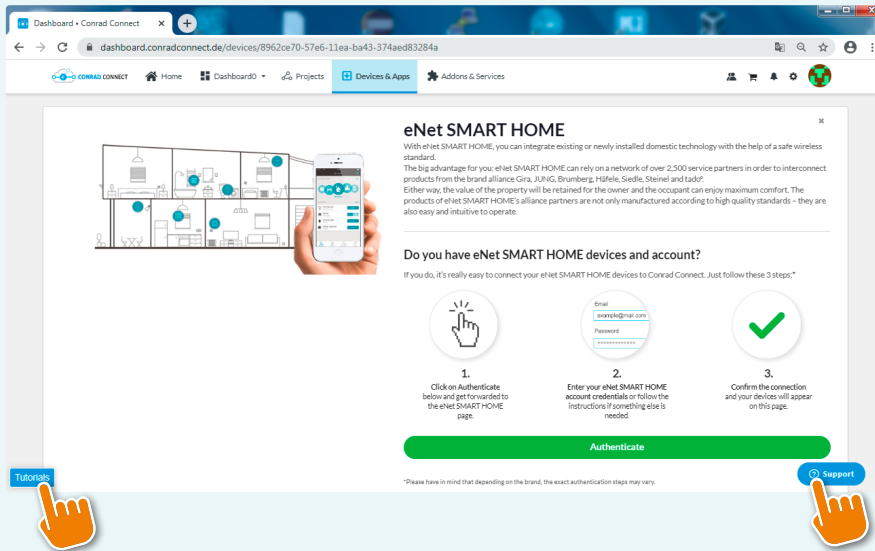 Dashboard • Conrad Connect
dashboard.conradconnect.de/devices/8962ce70-57e6-11ea-ba43-374aed83284a
CONRAD CONNECT Home Dashboard0 Projects Devices & Apps Addons & Services
eNet SMART HOME
With eNet SMART HOME, you can integrate existing or newly installed domestic technology with the help of a safe wireless
standard.
The big advantage for you: eNet SMART HOME can rely on a network of over 2,500 service partners in order to interconnect
products from the brand alliance Gira, JUNG, Brumberg, Häfele, Siedle, Steinel and tado°.
Either way, the value of the property will be retained for the owner and the occupant can enjoy maximum comfort. The
products of eNet SMART HOME's alliance partners are not only manufactured according to high quality standards – they are
also easy and intuitive to operate.
Do you have eNet SMART HOME devices and account?
If you do, it's really easy to connect your eNet SMART HOME devices to Conrad Connect. Just follow these 3 steps:*
Email
example@mail.com
Password
*************
1.
Click on Authenticate
below and get forwarded to
the eNet SMART HOME
page.
2.
Enter your eNet SMART HOME
account credentials or follow the
instructions if something else is
needed.
3.
Confirm the connection
and your devices will appear
on this page.
Authenticate
Tutorials
Support
*Please have in mind that depending on the brand, the exact authentication steps may vary.